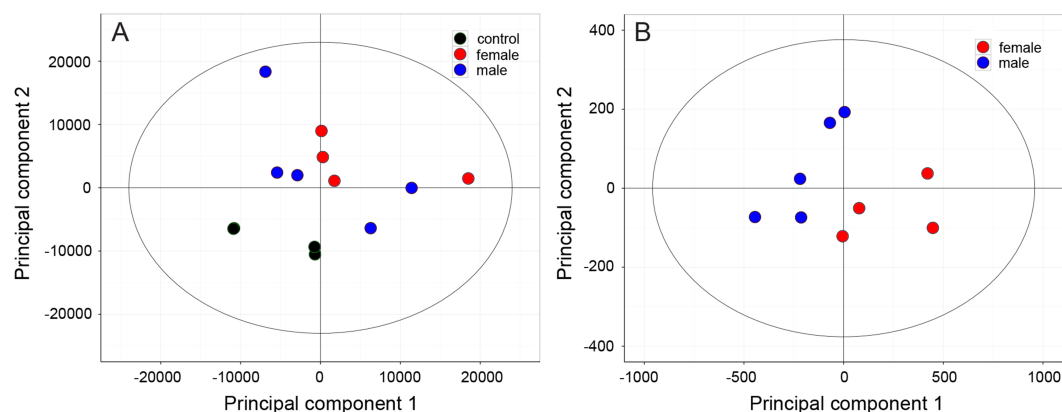 A
control
female
male
20000
10000
0
-10000
-20000
-20000
-10000
0
10000
20000
Principal component 1
Principal component 2
B
female
male
400
200
0
-200
-400
-1000
-500
0
500
1000
Principal component 1
Principal component 2